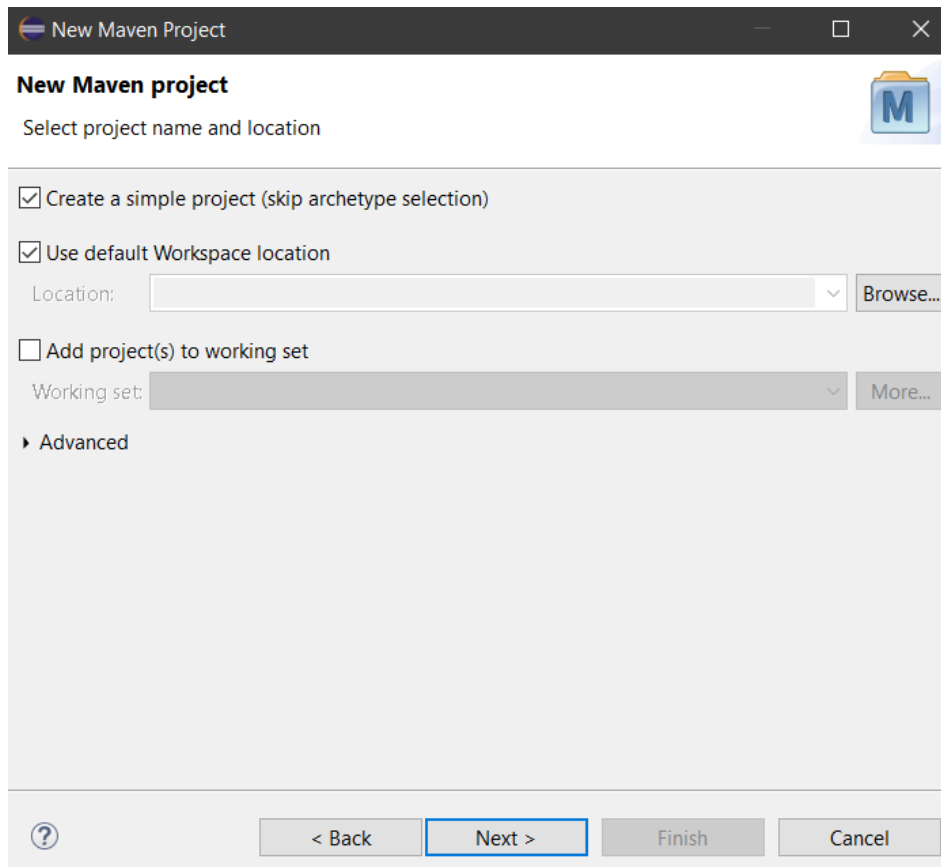 New Maven Project
New Maven project
M
Select project name and location
Create a simple project (skip archetype selection)
Use default Workspace location
Location: Browse...
Add project(s) to working set
Working set: More...
Advanced
? < Back Next > Finish Cancel